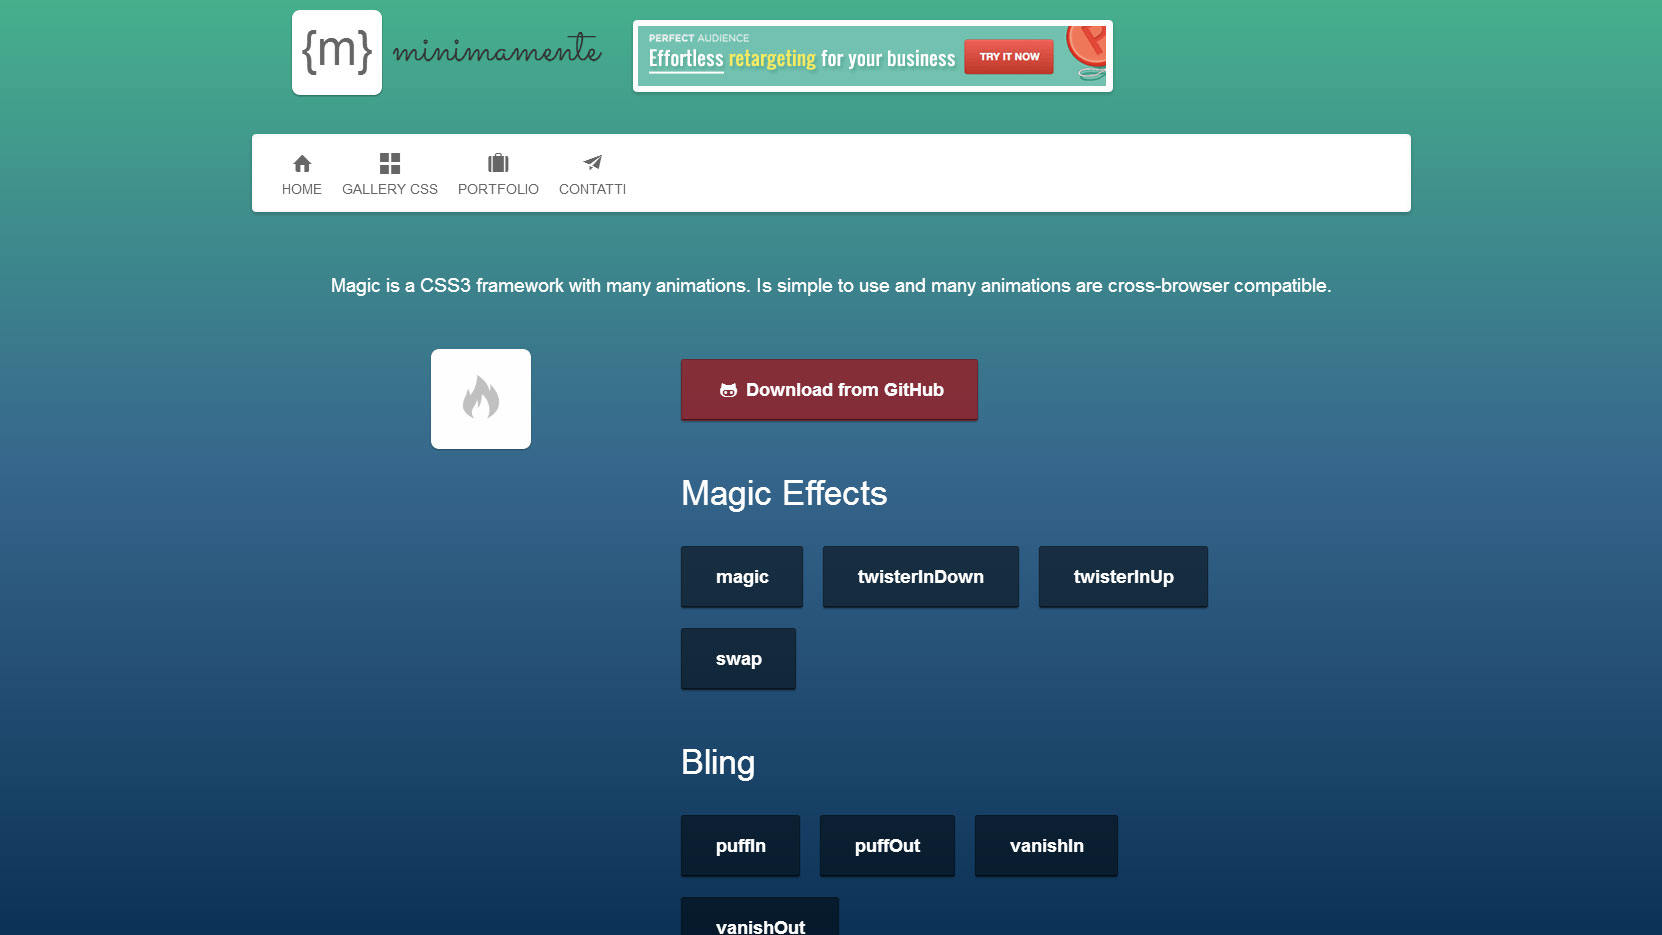 {m} minimamente
PERFECT AUDIENCE
Effortless retargeting for your business
TRY IT NOW
HOME
GALLERY CSS
PORTFOLIO
CONTATTI
Magic is a CSS3 framework with many animations. Is simple to use and many animations are cross-browser compatible.
Download from GitHub
Magic Effects
magic
twisterInDown
twisterInUp
swap
Bling
puffIn
puffOut
vanishIn
vanishOut